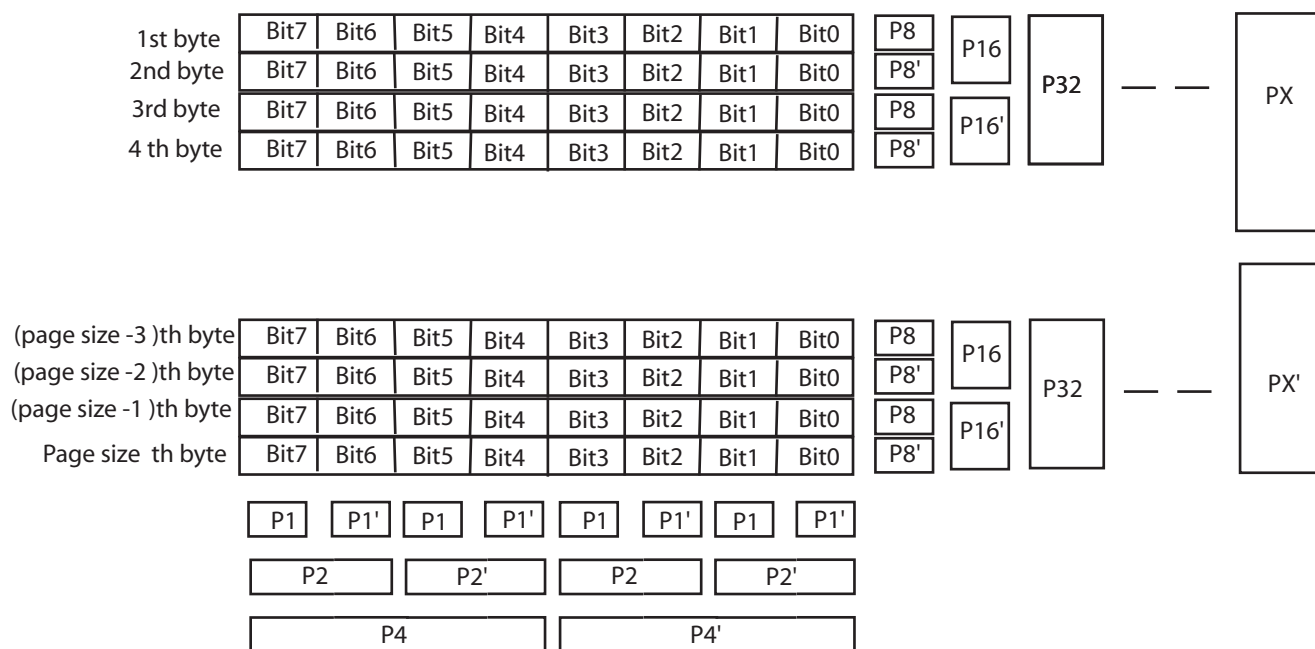 1st byte Bit7 Bit6 Bit5 Bit4 Bit3 Bit2 Bit1 Bit0 P8 P16 P32 PX
2nd byte Bit7 Bit6 Bit5 Bit4 Bit3 Bit2 Bit1 Bit0 P8'
3rd byte Bit7 Bit6 Bit5 Bit4 Bit3 Bit2 Bit1 Bit0 P8 P16'
4 th byte Bit7 Bit6 Bit5 Bit4 Bit3 Bit2 Bit1 Bit0 P8'
(page size -3 )th byte Bit7 Bit6 Bit5 Bit4 Bit3 Bit2 Bit1 Bit0 P8 P16 P32 PX'
(page size -2 )th byte Bit7 Bit6 Bit5 Bit4 Bit3 Bit2 Bit1 Bit0 P8'
(page size -1 )th byte Bit7 Bit6 Bit5 Bit4 Bit3 Bit2 Bit1 Bit0 P8 P16'
Page size th byte Bit7 Bit6 Bit5 Bit4 Bit3 Bit2 Bit1 Bit0 P8'
P1 P1' P1 P1' P1 P1' P1 P1'
P2 P2' P2 P2'
P4 P4'